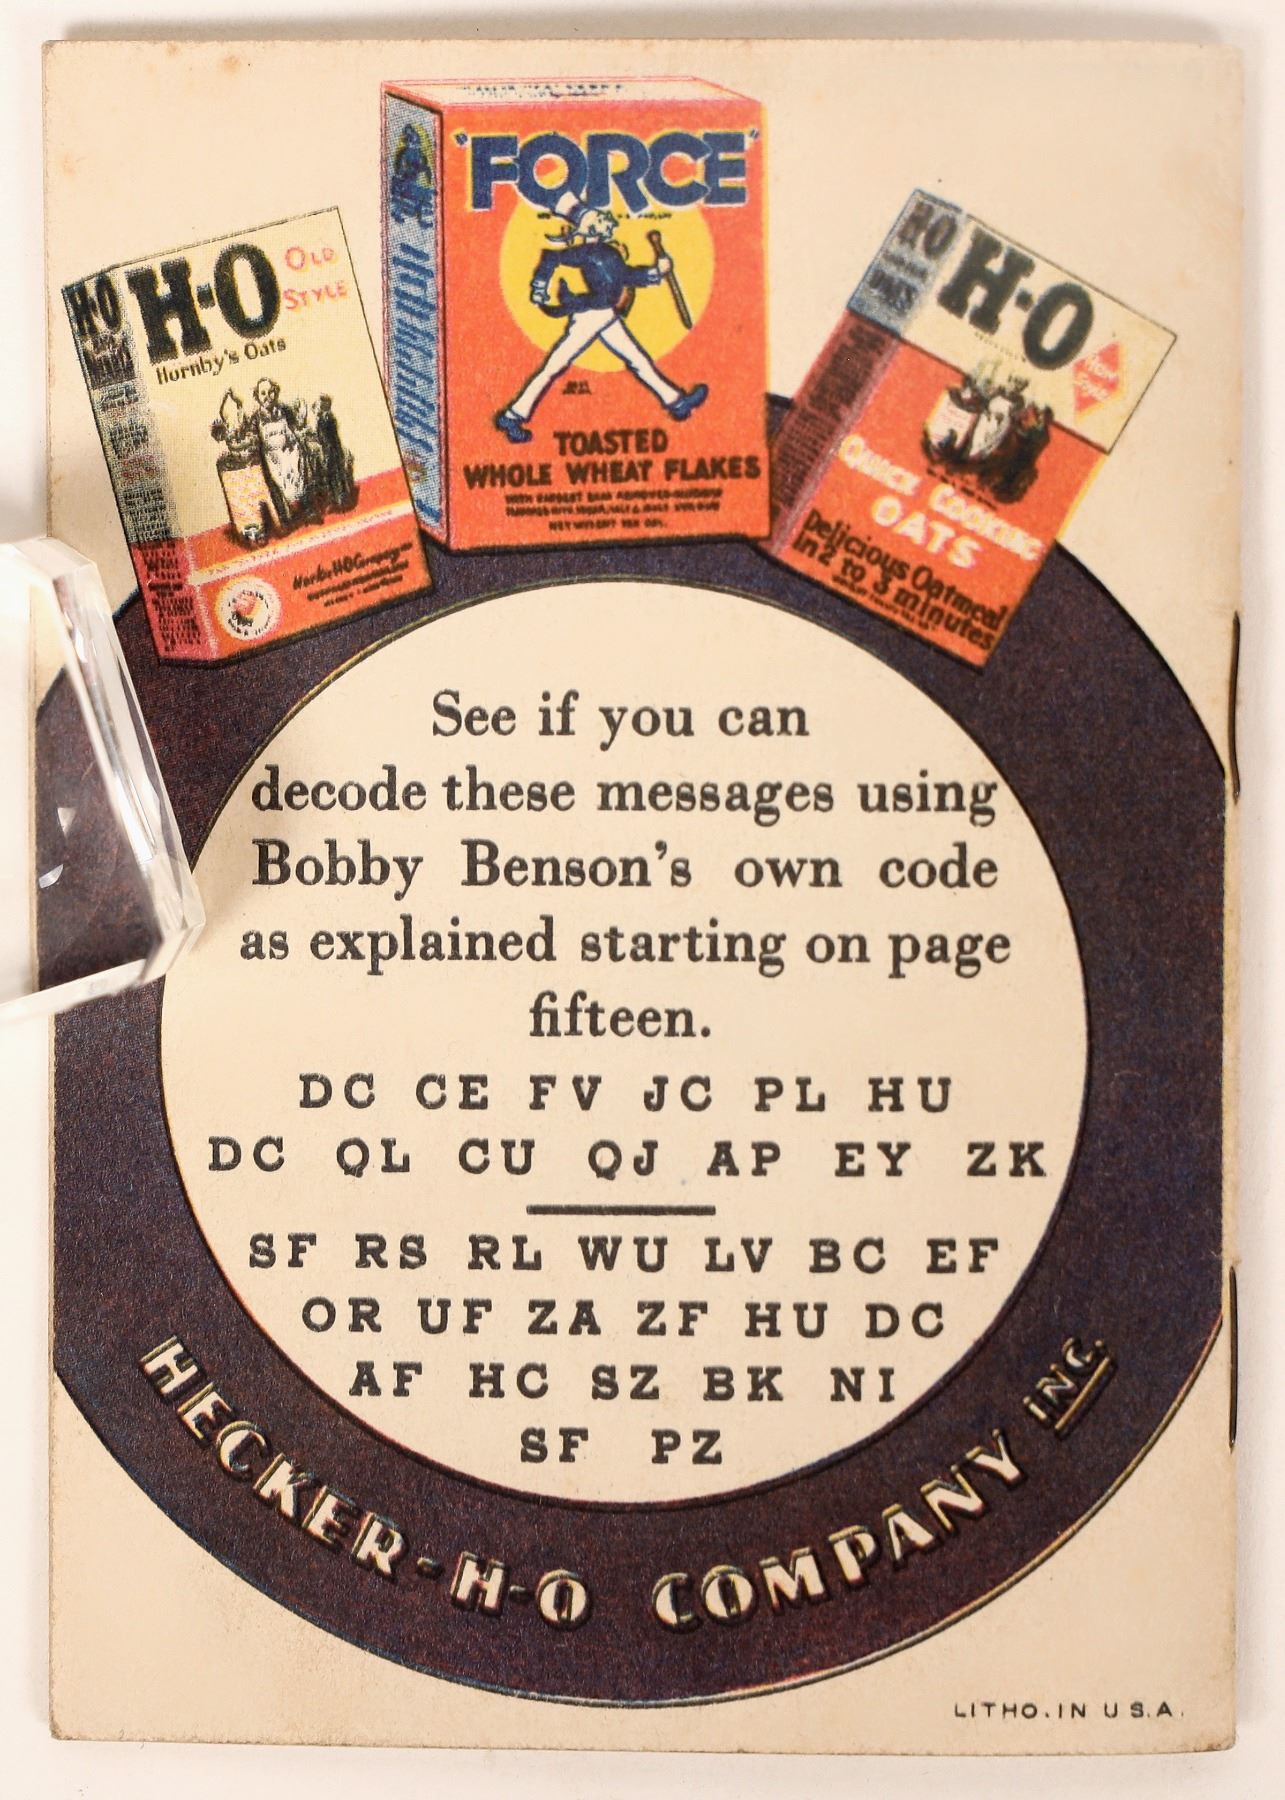 "FORCE"
TOASTED
WHOLE WHEAT FLAKES
H-O
H-O
OLD
STYLE
Hornby's Oats
HO
H-O
New
QUICK COOKING
OATS
Delicious Oatmeal
in 2 to 3 minutes
See if you can
decode these messages using
Bobby Benson's own code
as explained starting on page
fifteen.
DC CE FV JC PL HU
DC QL CU QJ AP EY ZK
SF RS RL WU LV BC EF
OR UF ZA ZF HU DC
AF HC SZ BK NI
SF PZ
HECKER-H-O COMPANY INC.
LITHO. IN U.S.A.